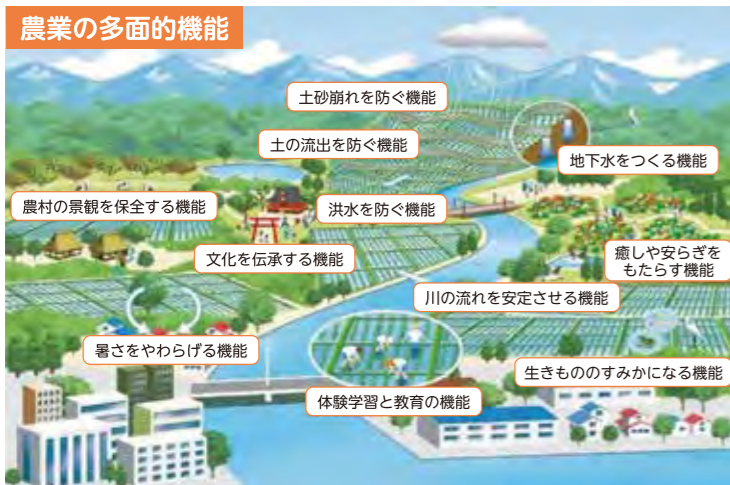 農業の多面的機能
土砂崩れを防ぐ機能
土の流出を防ぐ機能
地下水をつくる機能
農村の景観を保全する機能
洪水を防ぐ機能
文化を伝承する機能
癒しや安らぎを
もたらす機能
川の流れを安定させる機能
暑さをやわらげる機能
生きもののすみかになる機能
体験学習と教育の機能